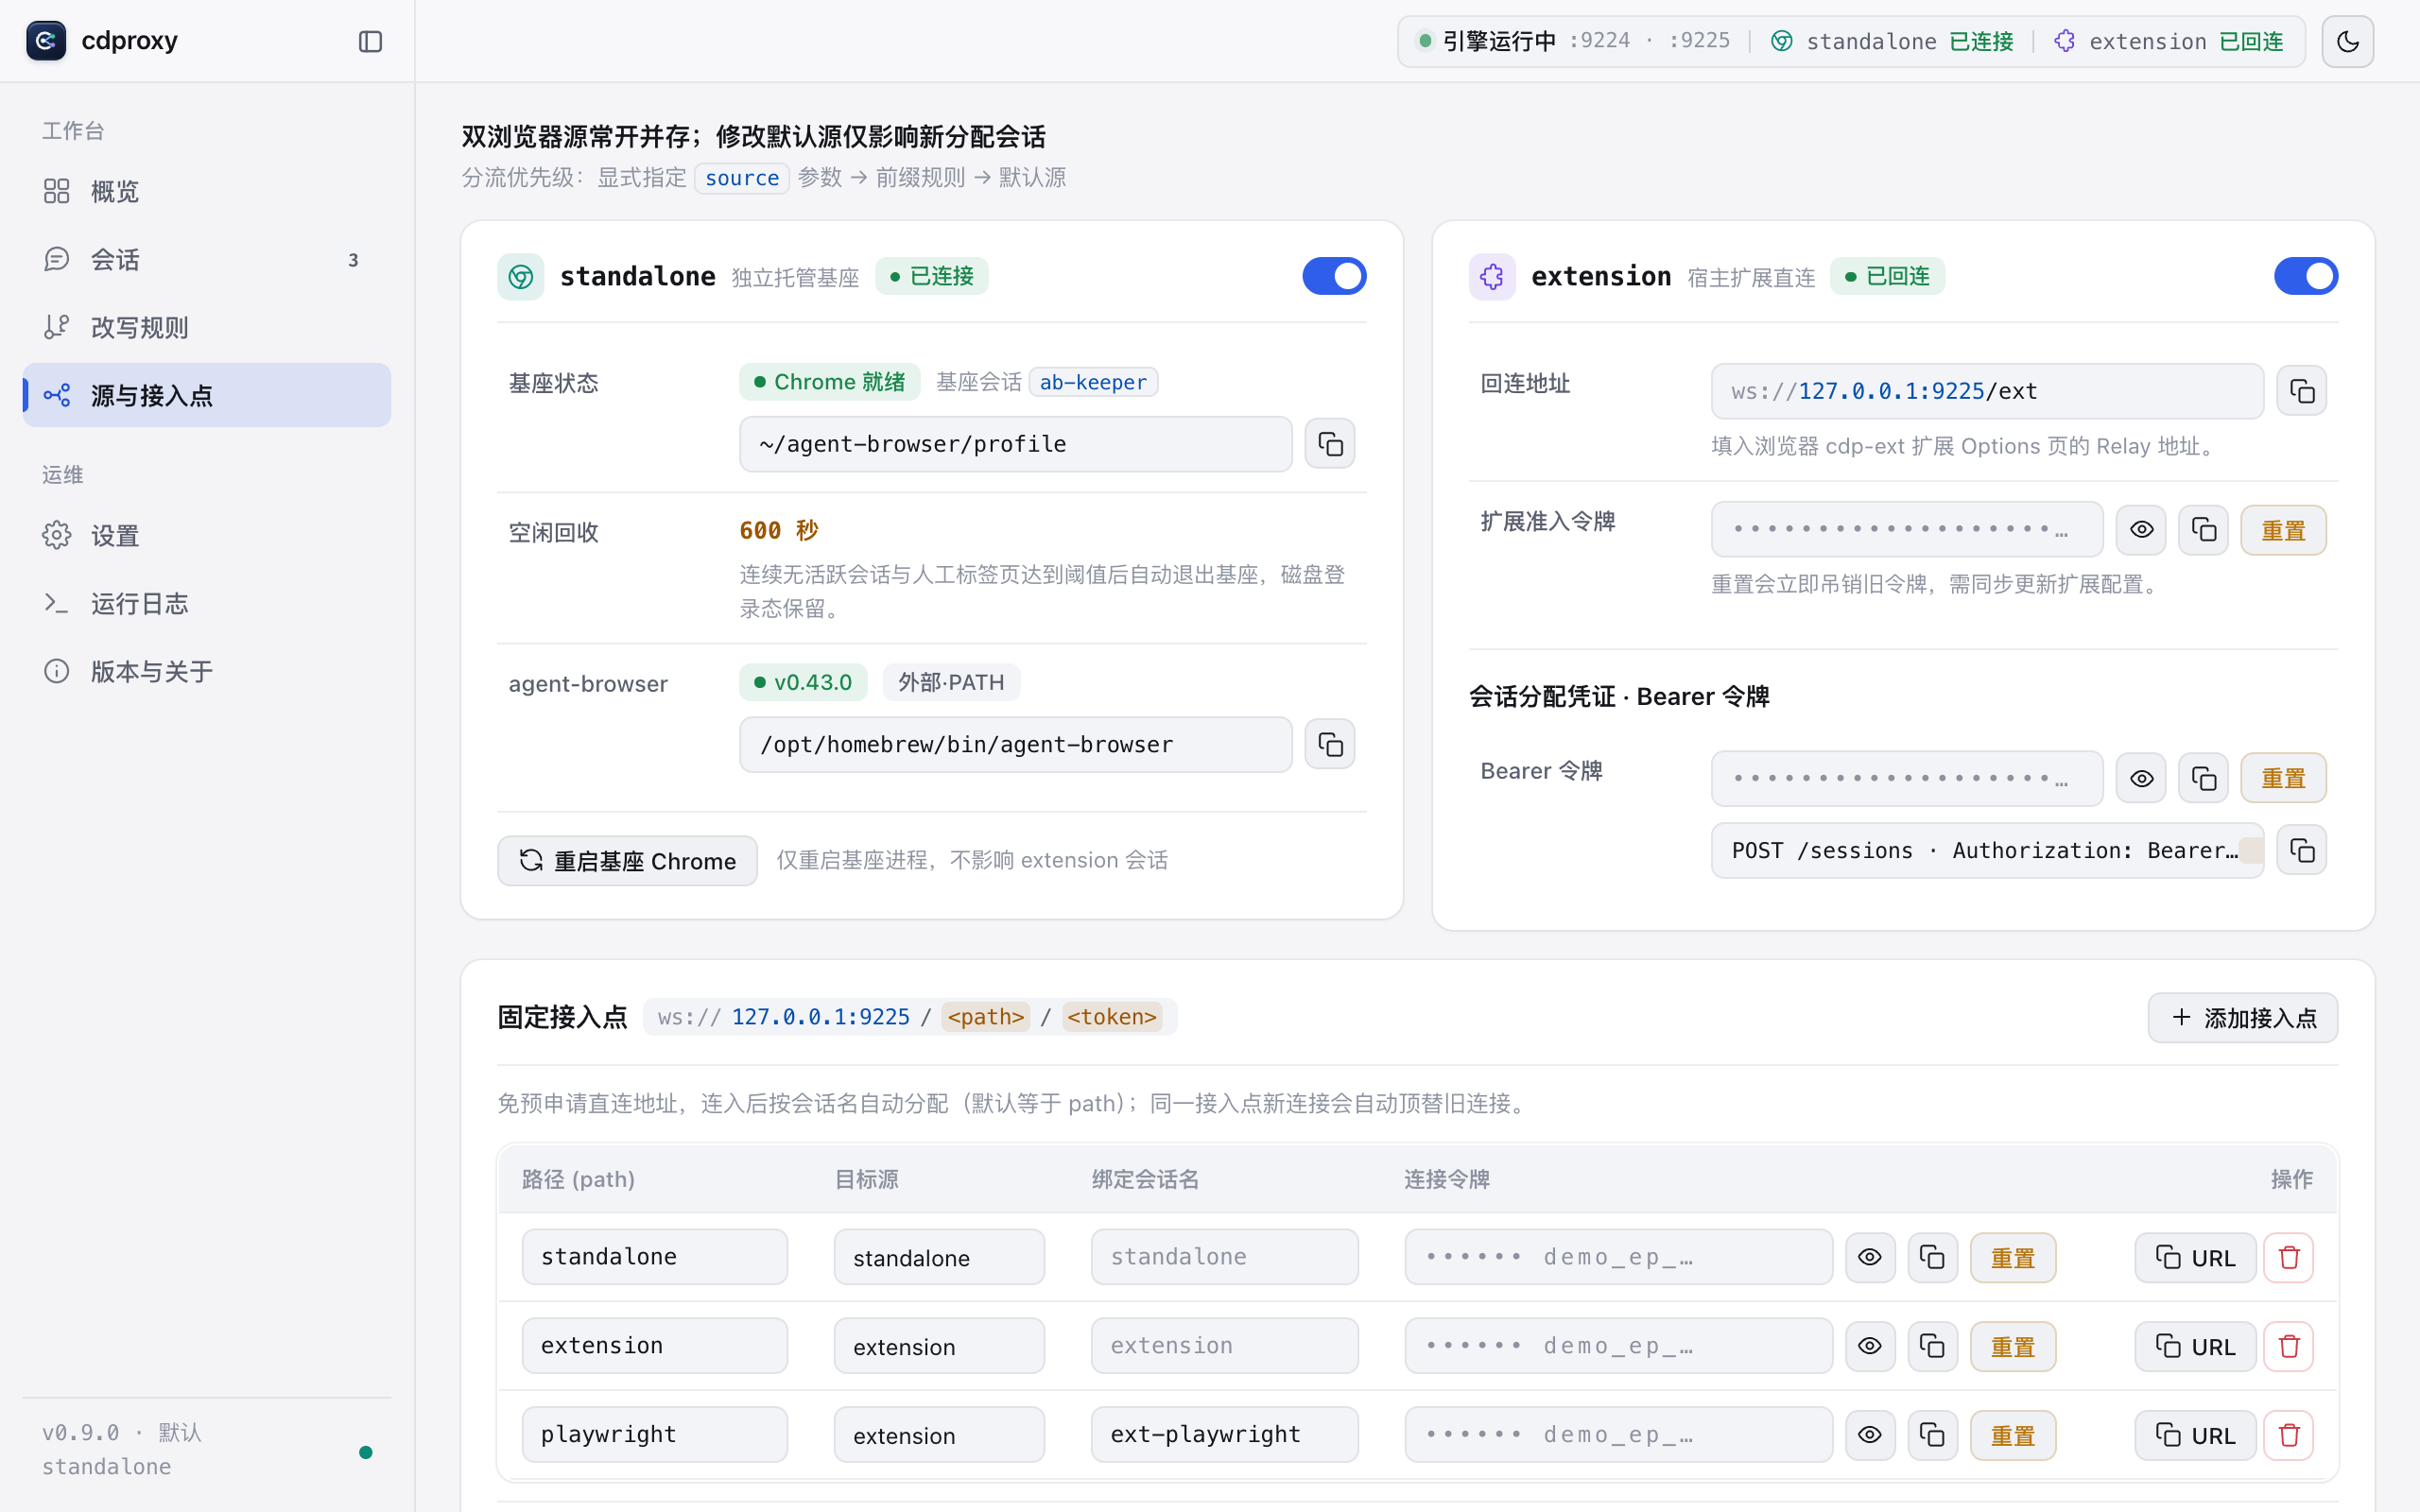 cdproxy
引擎运行中 :9224 · :9225 | standalone 已连接 | extension 已回连
工作台
概览
会话 3
改写规则
源与接入点
运维
设置
运行日志
版本与关于
v0.9.0 · 默认
standalone
双浏览器源常开并存；修改默认源仅影响新分配会话
分流优先级：显式指定 source 参数 → 前缀规则 → 默认源
standalone 独立托管基座 已连接
基座状态 Chrome 就绪 基座会话 ab-keeper
~/agent-browser/profile
空闲回收 600 秒
连续无活跃会话与人工标签页达到阈值后自动退出基座，磁盘登
录态保留。
agent-browser v0.43.0 外部·PATH
/opt/homebrew/bin/agent-browser
重启基座 Chrome 仅重启基座进程，不影响 extension 会话
extension 宿主扩展直连 已回连
回连地址 ws://127.0.0.1:9225/ext
填入浏览器 cdp-ext 扩展 Options 页的 Relay 地址。
扩展准入令牌 •••••••••••••••••… 重置
重置会立即吊销旧令牌，需同步更新扩展配置。
会话分配凭证 · Bearer 令牌
Bearer 令牌 •••••••••••••••••… 重置
POST /sessions · Authorization: Bearer…
固定接入点 ws:// 127.0.0.1:9225 / <path> / <token> 添加接入点
免预申请直连地址，连入后按会话名自动分配（默认等于 path）；同一接入点新连接会自动顶替旧连接。
路径 (path) 目标源 绑定会话名 连接令牌 操作
standalone standalone standalone •••••• demo_ep_… 重置 URL
extension extension extension •••••• demo_ep_… 重置 URL
playwright extension ext-playwright •••••• demo_ep_… 重置 URL